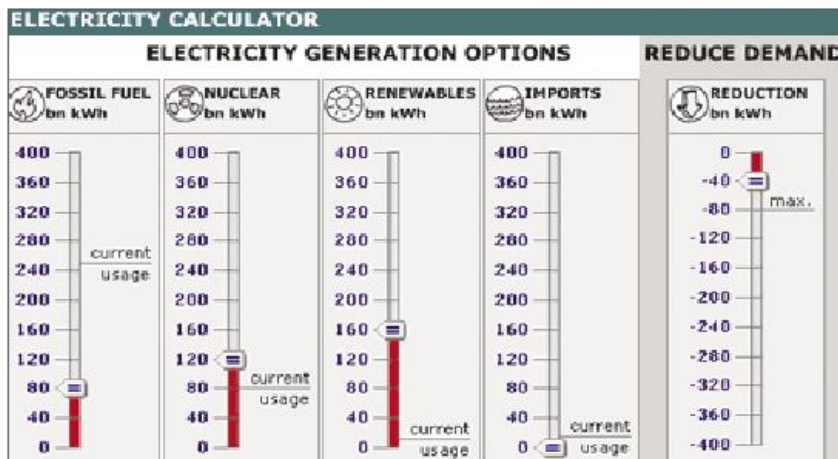 ELECTRICITY CALCULATOR
ELECTRICITY GENERATION OPTIONS
REDUCE DEMAND
FOSSIL FUEL
bn kWh
400
360
320
280
240
200
160
120
80
40
0
current
usage
NUCLEAR
bn kWh
400
360
320
280
240
200
160
120
80
40
0
current
usage
RENEWABLES
bn kWh
400
360
320
280
240
200
160
120
80
40
0
current
usage
IMPORTS
bn kWh
400
360
320
280
240
200
160
120
80
40
0
current
usage
REDUCTION
bn kWh
0
-40
-80
-120
-160
-200
-240
-280
-320
-360
-400
max.